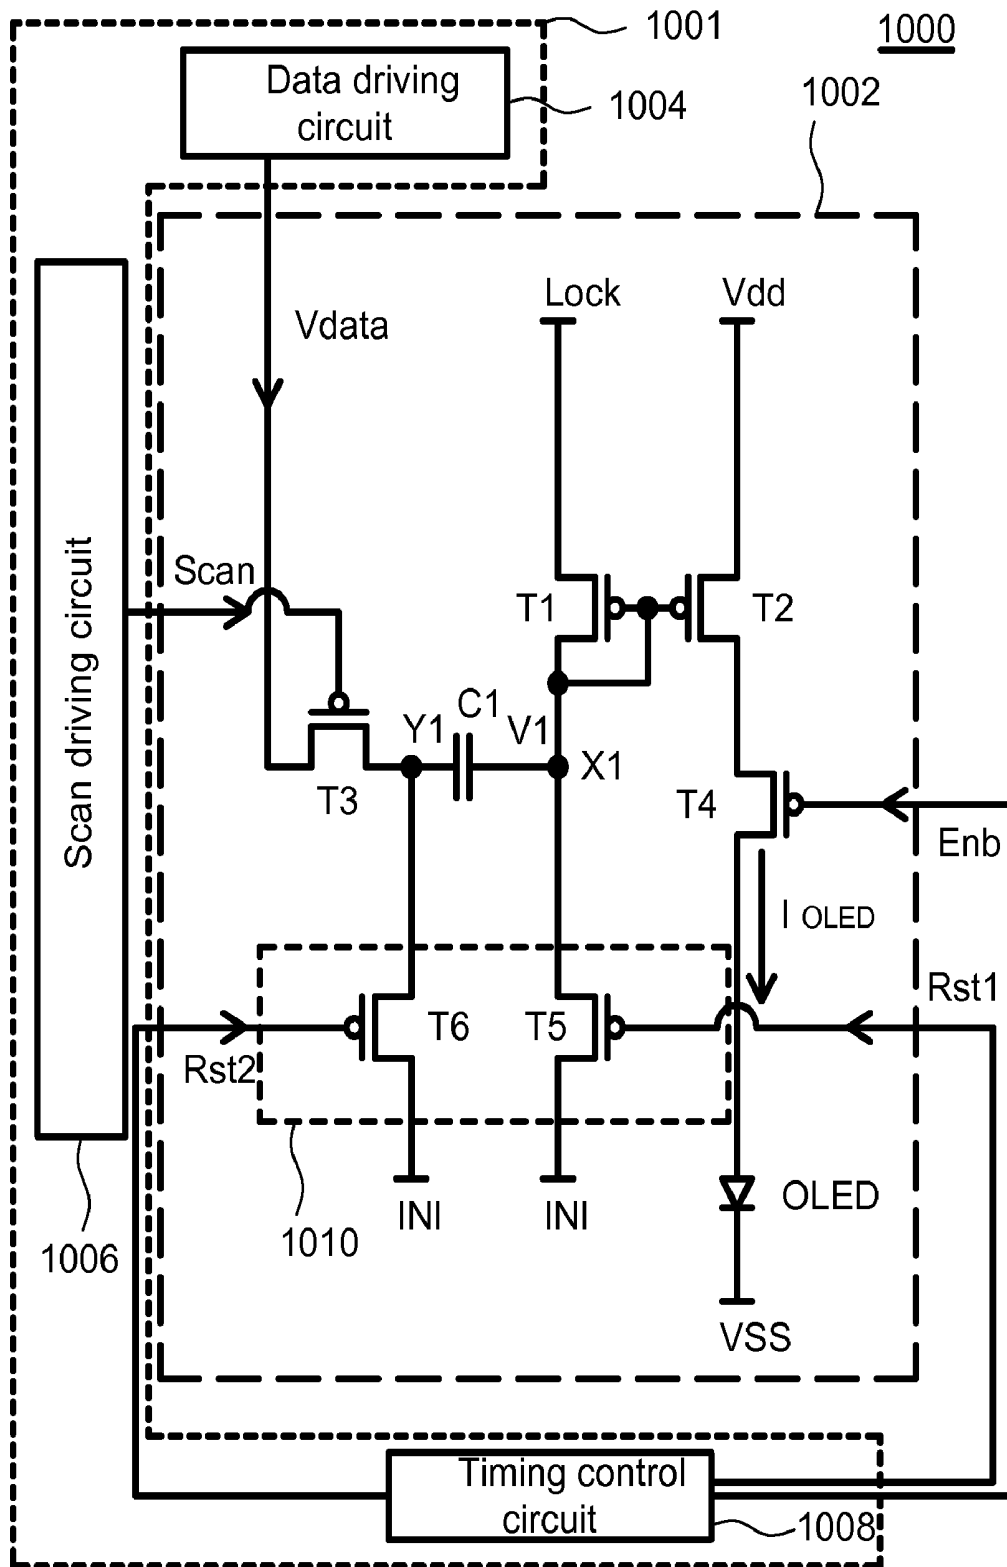 1001
1000
Data driving
circuit
1004
1002
Lock
Vdd
Vdata
Scan
T1
T2
Scan driving circuit
C1
Y1
V1
X1
T3
T4
Enb
I OLED
Rst1
T6
T5
Rst2
INI
INI
OLED
1010
1006
VSS
Timing control
circuit
1008